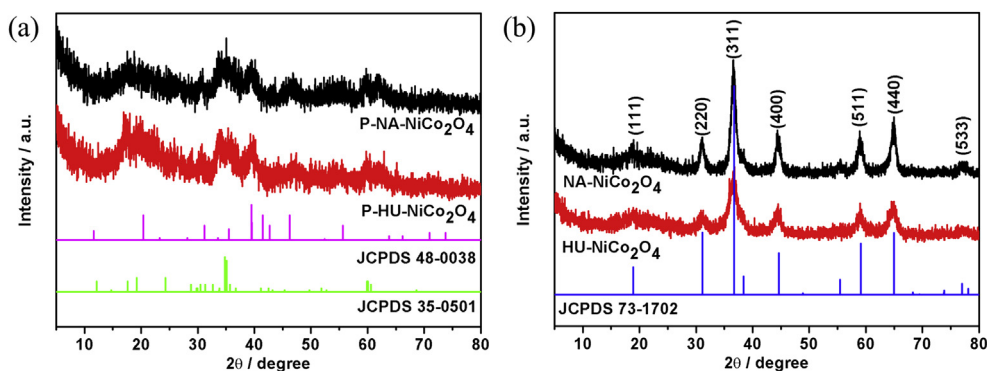 (a)
Intensity / a.u.
P-NA-NiCo₂O₄
P-HU-NiCo₂O₄
JCPDS 48-0038
JCPDS 35-0501
10 20 30 40 50 60 70 80
2θ / degree
(b)
Intensity / a.u.
(111) (220) (311) (400) (511) (440) (533)
NA-NiCo₂O₄
HU-NiCo₂O₄
JCPDS 73-1702
10 20 30 40 50 60 70 80
2θ / degree